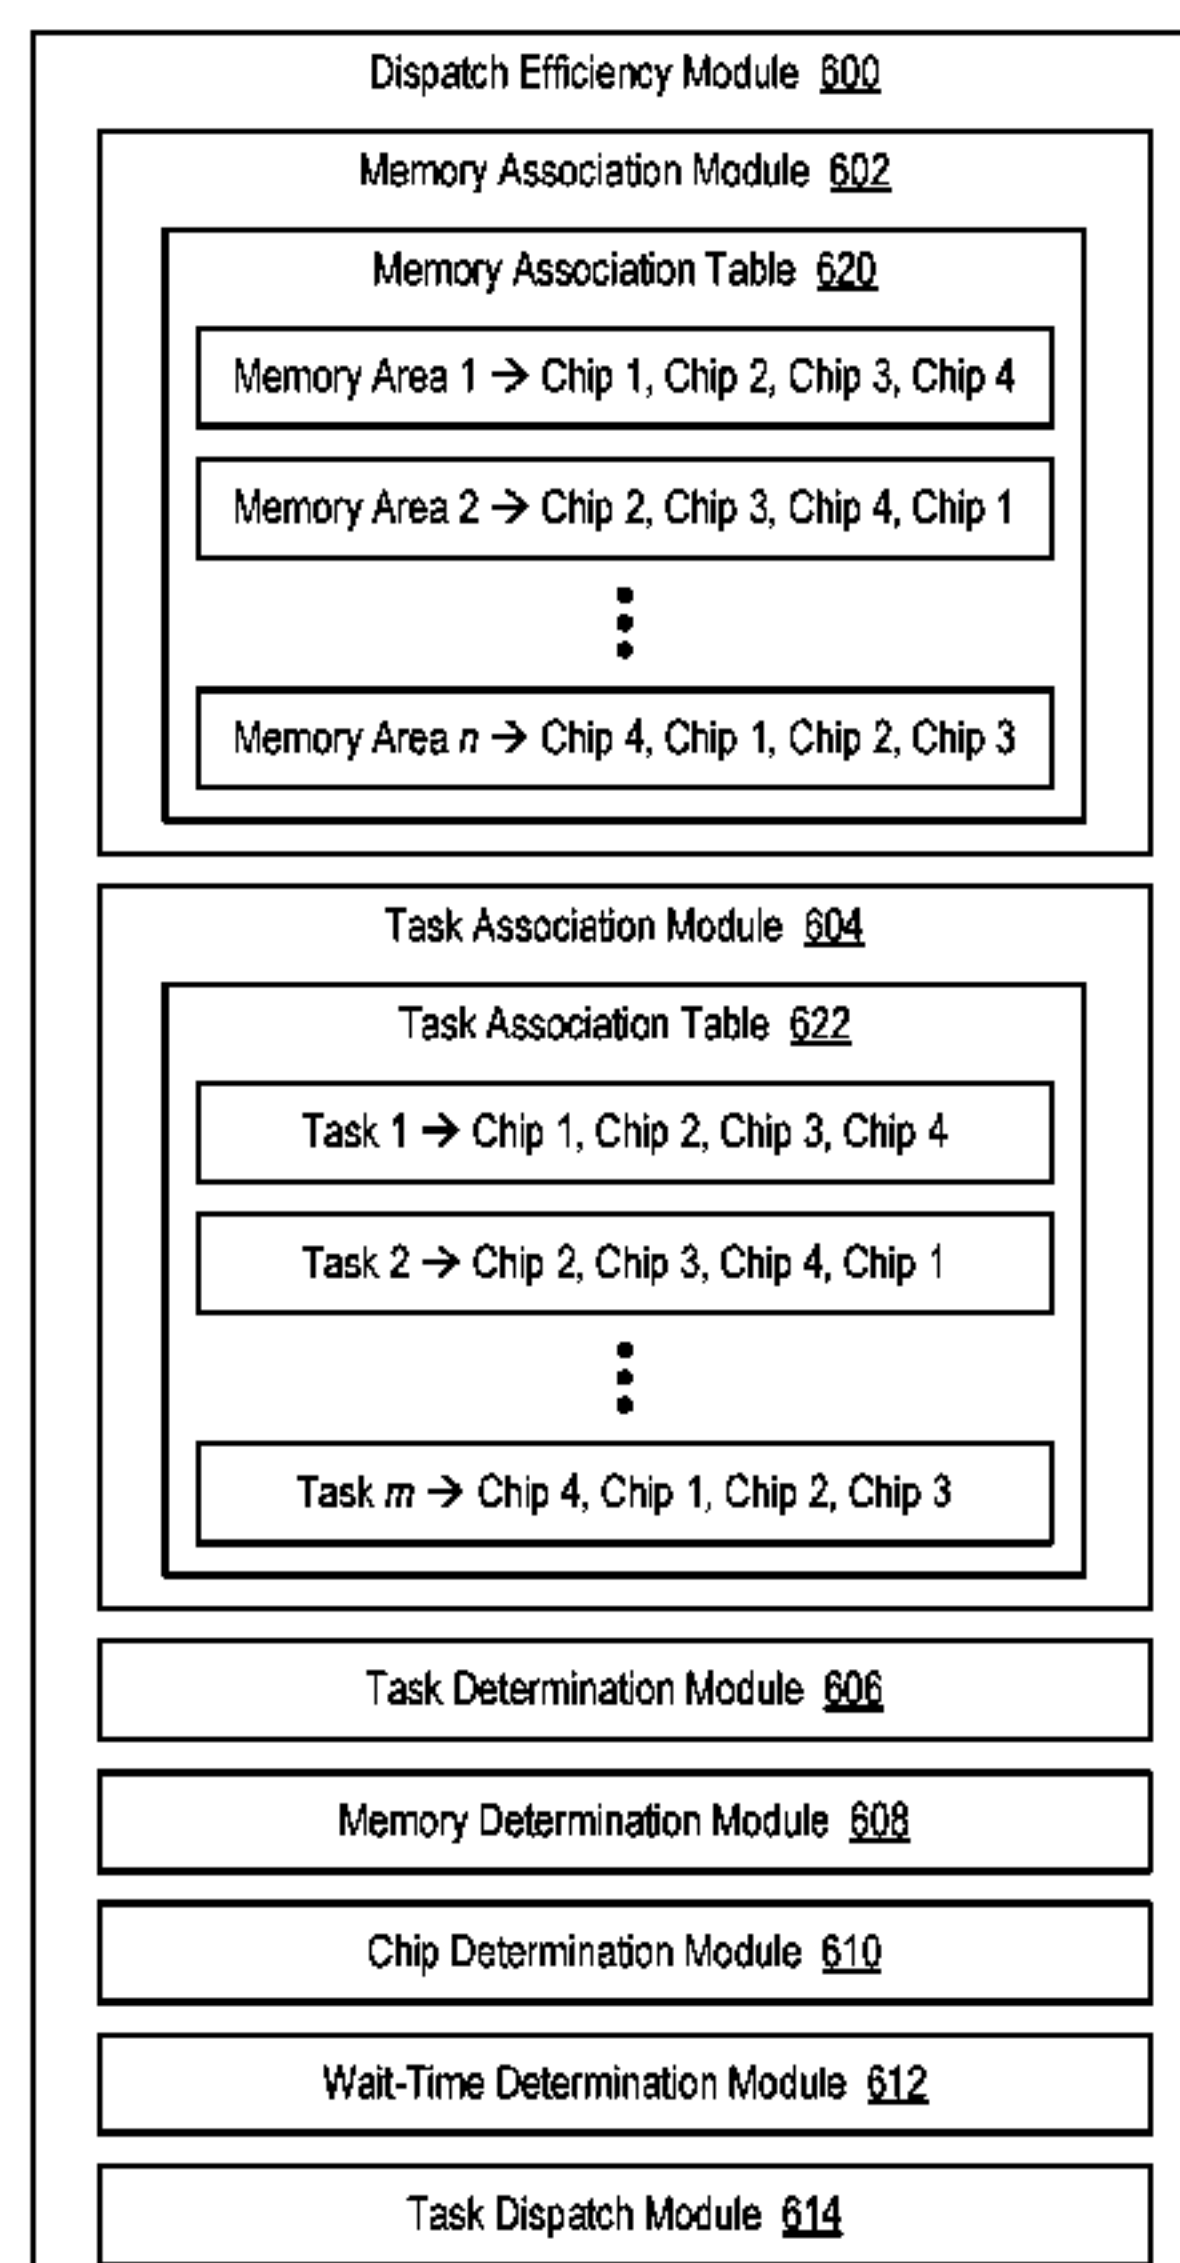 Dispatch Efficiency Module 600
Memory Association Module 602
Memory Association Table 620
Memory Area 1 → Chip 1, Chip 2, Chip 3, Chip 4
Memory Area 2 → Chip 2, Chip 3, Chip 4, Chip 1
Memory Area n → Chip 4, Chip 1, Chip 2, Chip 3
Task Association Module 604
Task Association Table 622
Task 1 → Chip 1, Chip 2, Chip 3, Chip 4
Task 2 → Chip 2, Chip 3, Chip 4, Chip 1
Task m → Chip 4, Chip 1, Chip 2, Chip 3
Task Determination Module 606
Memory Determination Module 608
Chip Determination Module 610
Wait-Time Determination Module 612
Task Dispatch Module 614